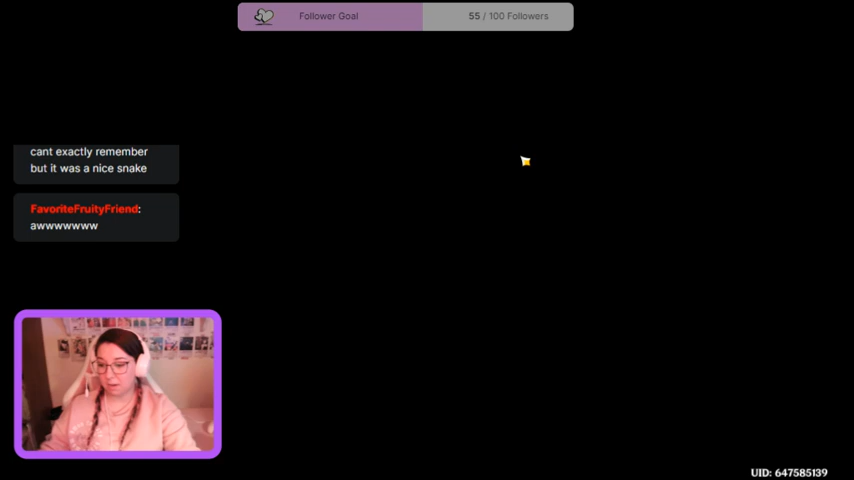 Follower Goal 55 / 100 Followers
cant exactly remember
but it was a nice snake
FavoriteFruityFriend:
awwwwwww
UID: 647585139